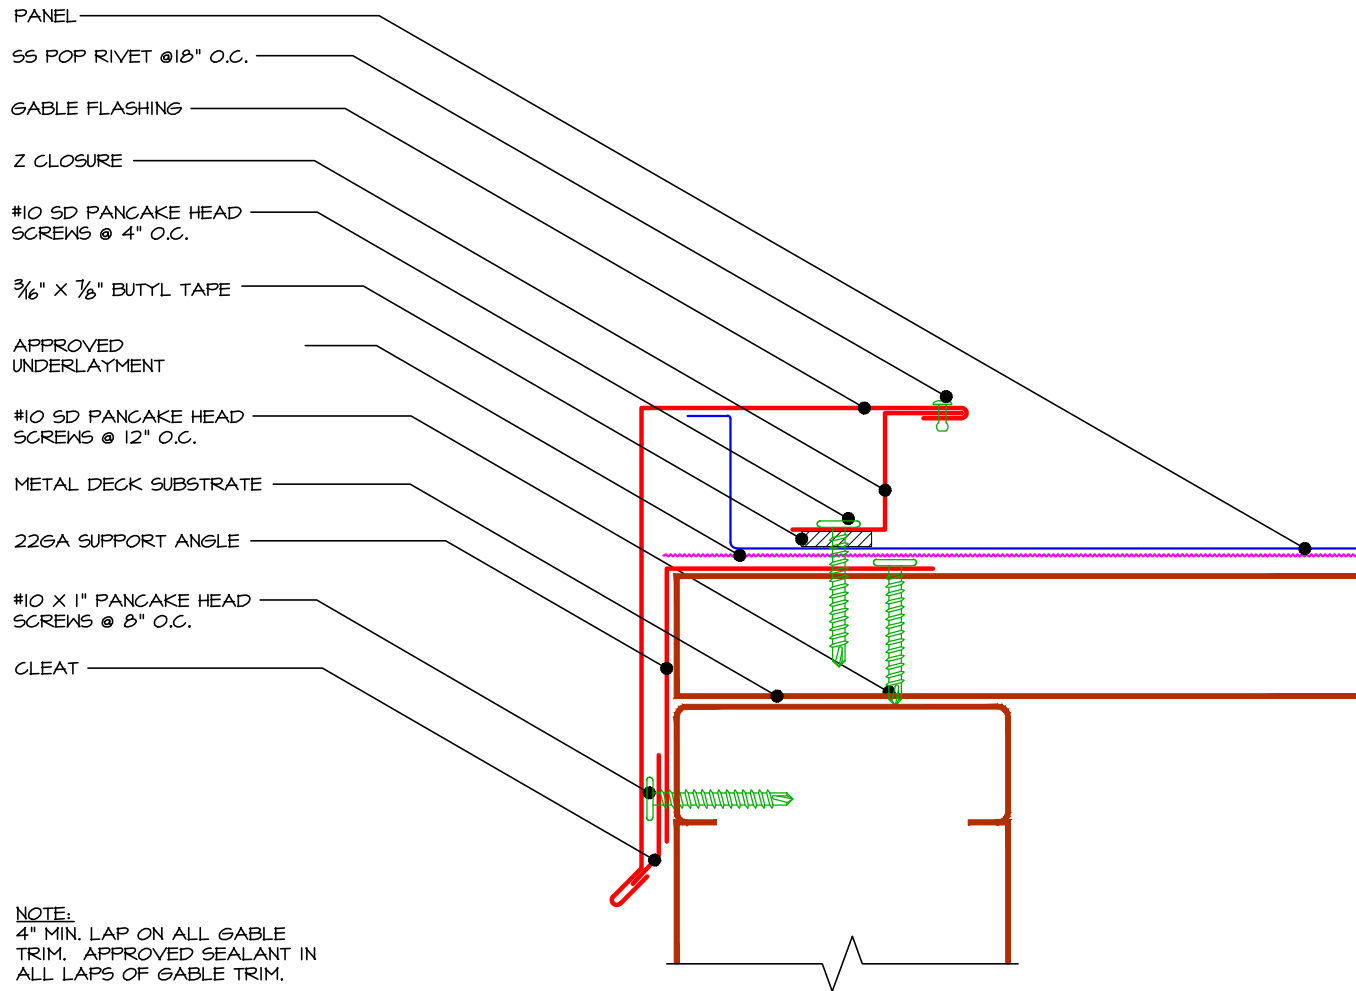 PANEL
SS POP RIVET @18" O.C.
GABLE FLASHING
Z CLOSURE
#10 SD PANCAKE HEAD
SCREWS @ 4" O.C.
3/16" X 7/8" BUTYL TAPE
APPROVED
UNDERLAYMENT
#10 SD PANCAKE HEAD
SCREWS @ 12" O.C.
METAL DECK SUBSTRATE
22GA SUPPORT ANGLE
#10 X 1" PANCAKE HEAD
SCREWS @ 8" O.C.
CLEAT
NOTE:
4" MIN. LAP ON ALL GABLE
TRIM. APPROVED SEALANT IN
ALL LAPS OF GABLE TRIM.